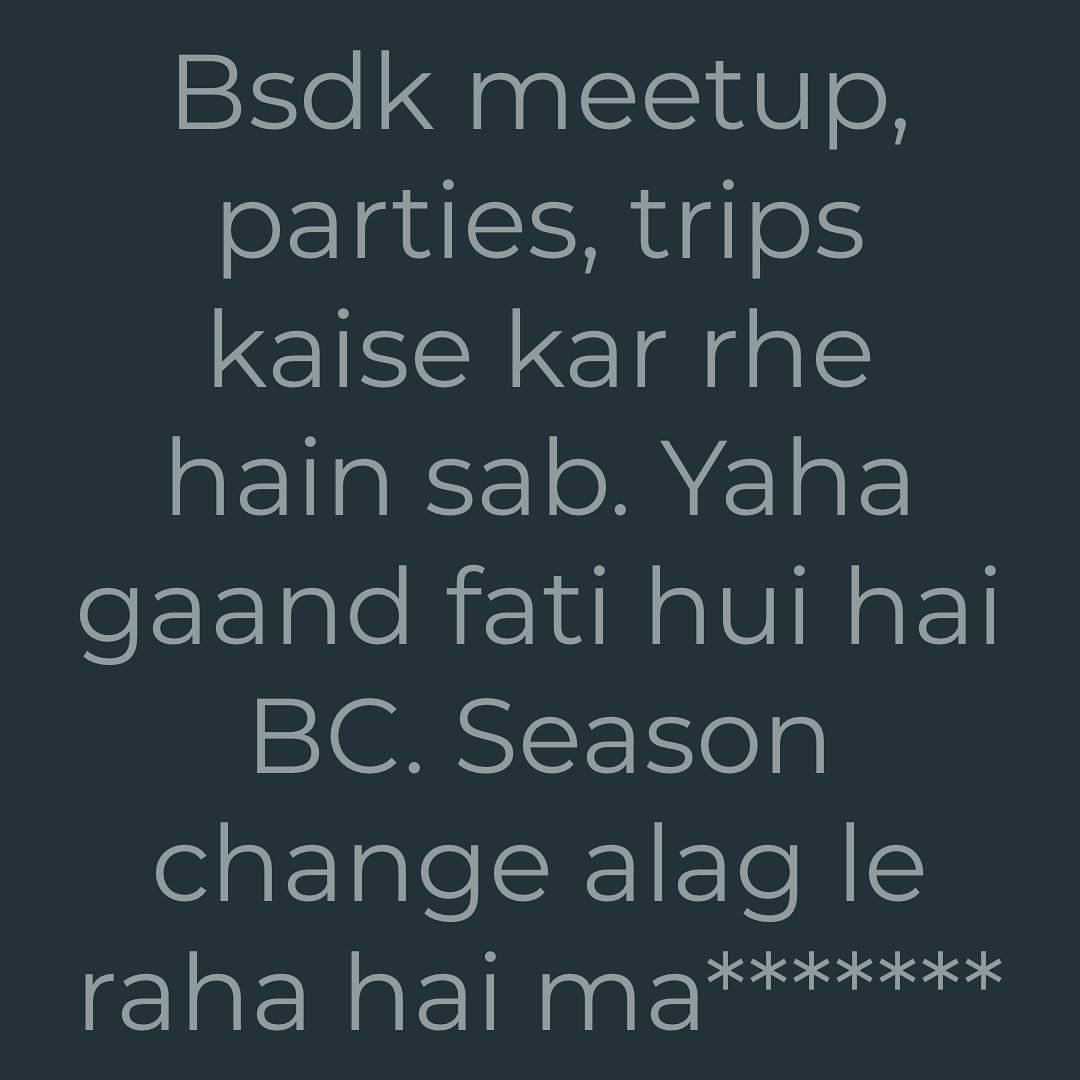 Bsdk meetup,
parties, trips
kaise kar rhe
hain sab. Yaha
gaand fati hui hai
BC. Season
change alag le
raha hai ma*******